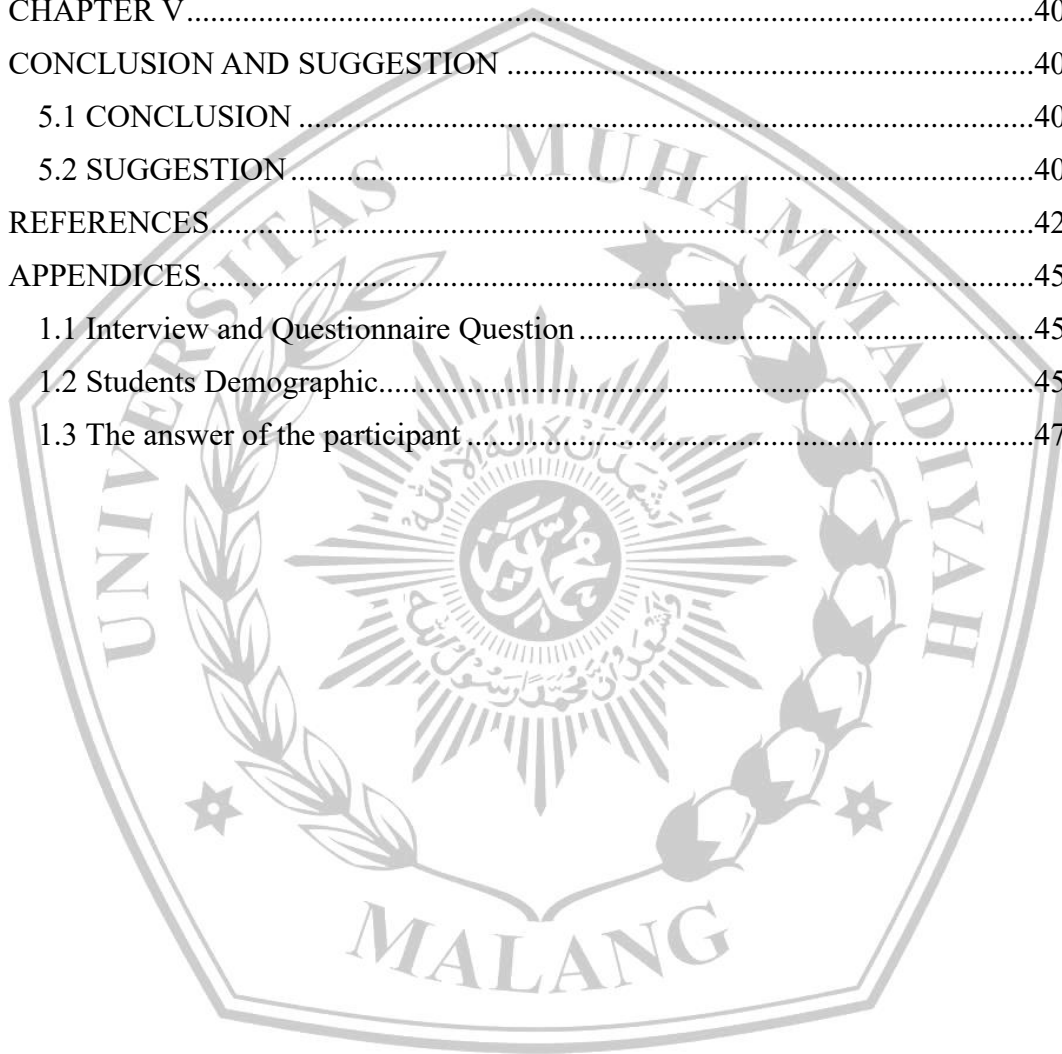 CHAPTER V....................................................................................................40
CONCLUSION AND SUGGESTION....................................................................40
5.1 CONCLUSION............................................................................................40
5.2 SUGGESTION............................................................................................40
REFERENCES................................................................................................42
APPENDICES.................................................................................................45
1.1 Interview and Questionnaire Question.........................................................45
1.2 Students Demographic................................................................................45
1.3 The answer of the participant......................................................................47
UNIVERSITAS MUHAMMADIYAH
MALANG